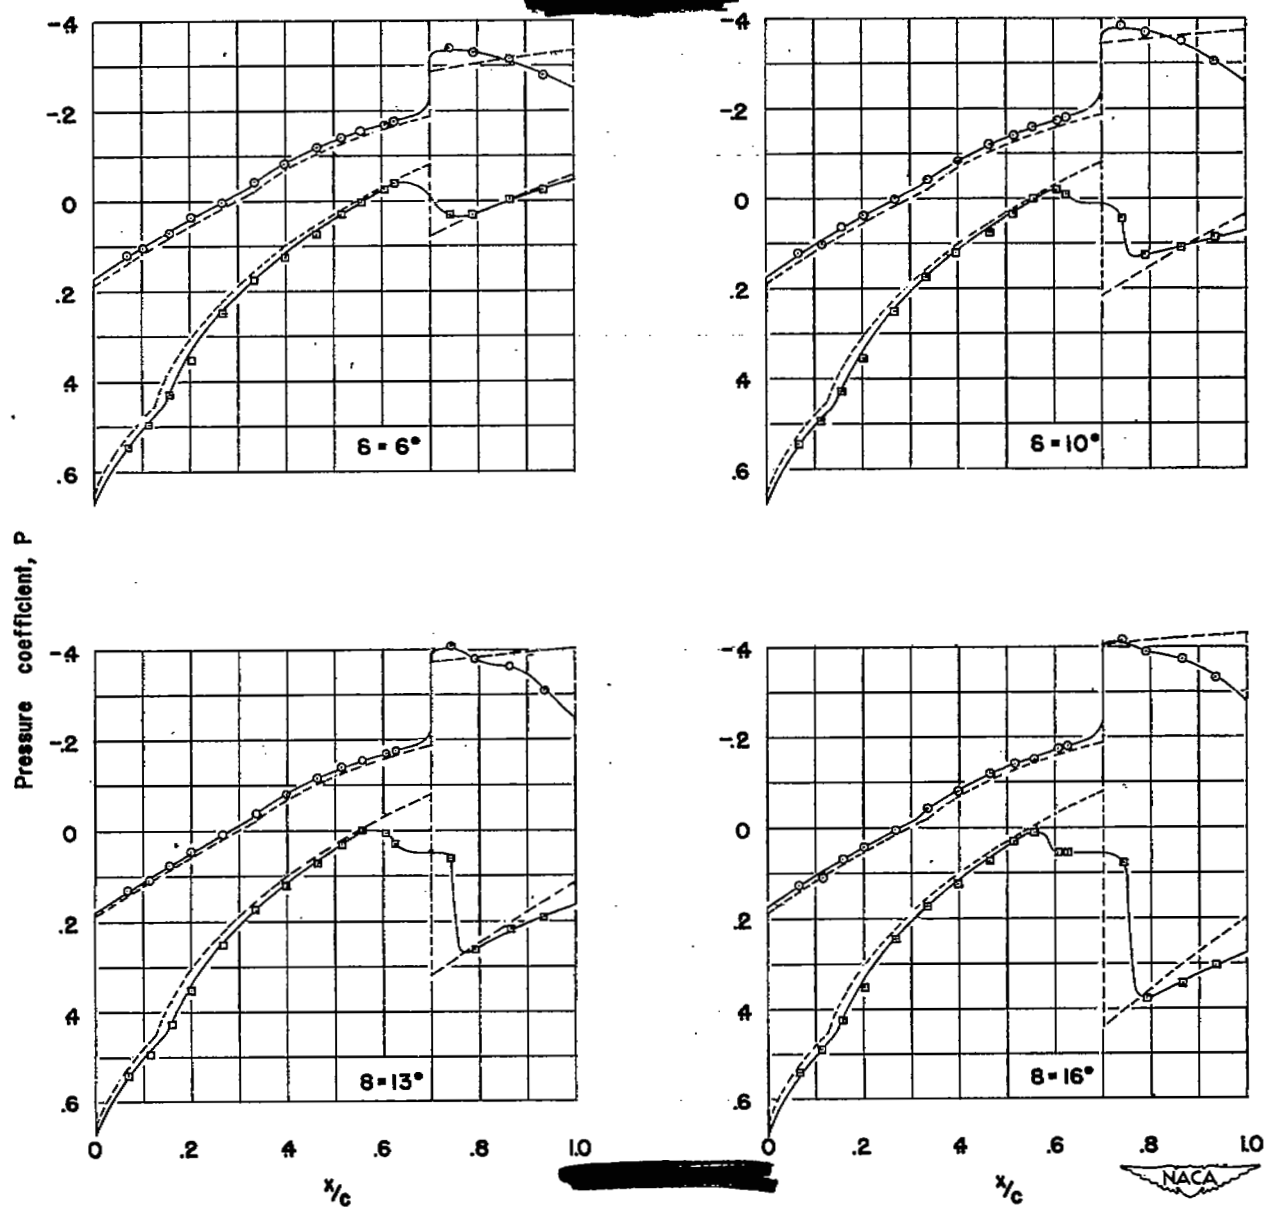 -.4
-.2
0
.2
.4
.6
δ = 6°
-.4
-.2
0
.2
.4
.6
δ = 10°
Pressure coefficient, P
-.4
-.2
0
.2
.4
.6
δ = 13°
0 .2 .4 .6 .8 1.0
x/c
-.4
-.2
0
.2
.4
.6
δ = 16°
0 .2 .4 .6 .8 1.0
x/c
NACA